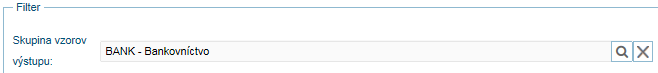 Filter
Skupina vzorov
výstupu:
BANK - Bankovníctvo